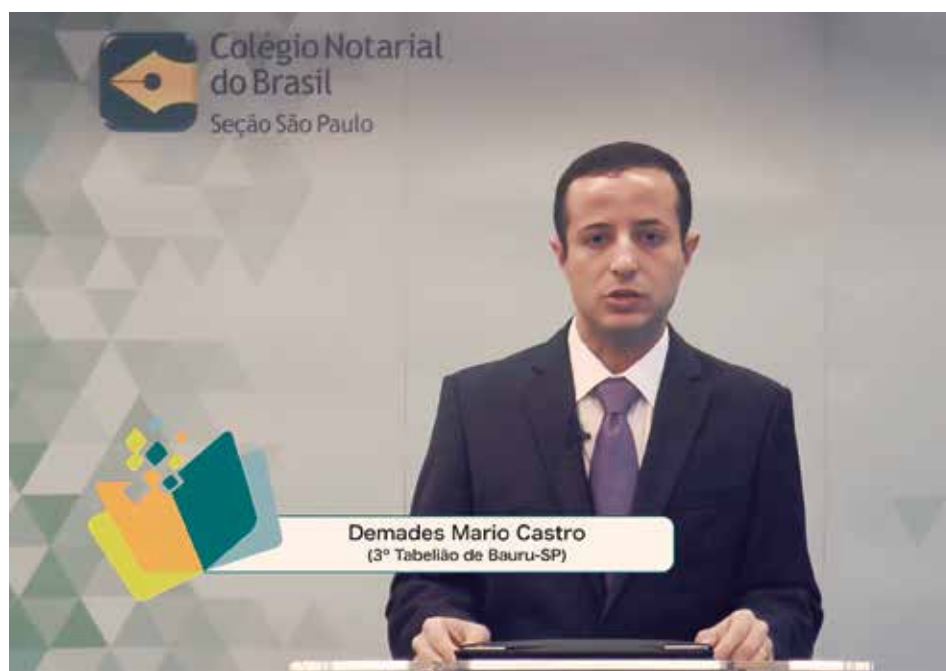 Colégio Notarial
do Brasil
Seção São Paulo
Demades Mario Castro
(3º Tabelião de Bauru-SP)